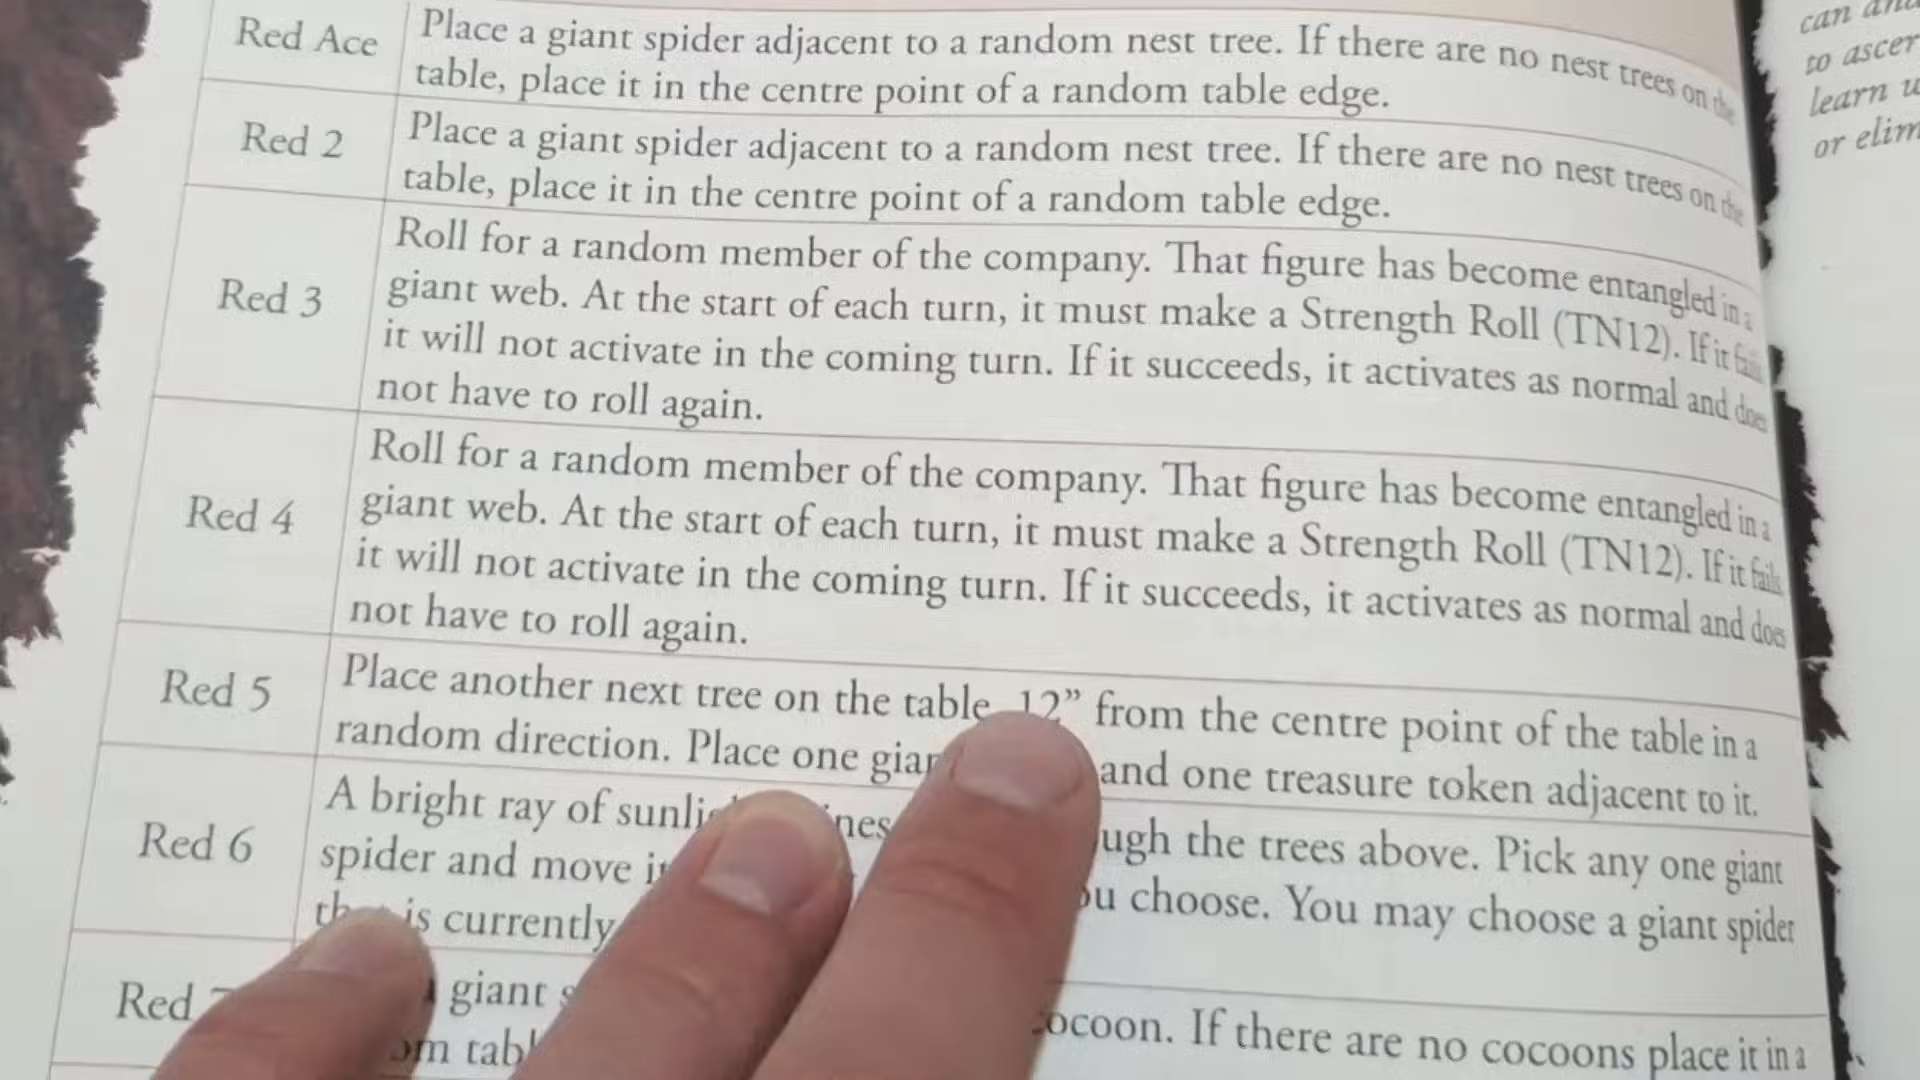 Red Ace
Place a giant spider adjacent to a random nest tree. If there are no nest trees on the
table, place it in the centre point of a random table edge.
Red 2
Place a giant spider adjacent to a random nest tree. If there are no nest trees on the
table, place it in the centre point of a random table edge.
Red 3
Roll for a random member of the company. That figure has become entangled in a
giant web. At the start of each turn, it must make a Strength Roll (TN12). If it fails
it will not activate in the coming turn. If it succeeds, it activates as normal and does
not have to roll again.
Red 4
Roll for a random member of the company. That figure has become entangled in a
giant web. At the start of each turn, it must make a Strength Roll (TN12). If it fails
it will not activate in the coming turn. If it succeeds, it activates as normal and does
not have to roll again.
Red 5
Place another next tree on the table 12” from the centre point of the table in a
random direction. Place one and one treasure token adjacent to it.
Red 6
A bright ray of the trees above. Pick any one giant
spider and move choose. You may choose a giant spider
is currently
Red
giant If there are no cocoons place it in a
can
to
learn
or